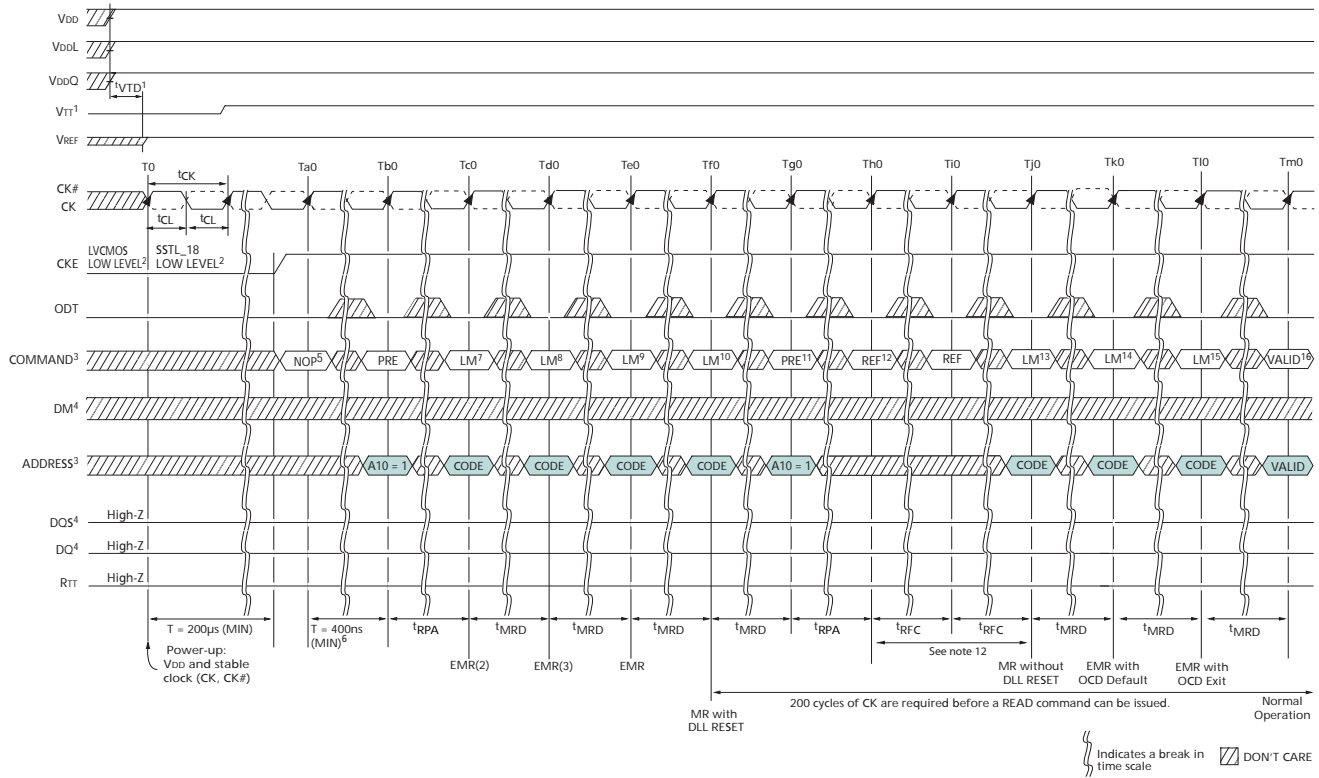 VDD
VDDL
VDDQ
tVTD1
VTT1
VREF
T0 Ta0 Tb0 Tc0 Td0 Te0 Tf0 Tg0 Th0 Ti0 Tj0 Tk0 Tl0 Tm0
tCK
CK#
CK
tCL tCL
CKE
LVCMOS
LOW LEVEL2
SSTL_18
LOW LEVEL2
ODT
COMMAND3 NOP5 PRE LM7 LM8 LM9 LM10 PRE11 REF12 REF LM13 LM14 LM15 VALID16
DM4
ADDRESS3 A10 = 1 CODE CODE CODE CODE A10 = 1 CODE CODE CODE VALID
DQS4 High-Z
DQ4 High-Z
RTT High-Z
T = 200µs (MIN) T = 400ns (MIN)6 tRPA tMRD tMRD tMRD tMRD tRPA tRFC tRFC tMRD tMRD tMRD
See note 12
Power-up:
VDD and stable
clock (CK, CK#)
EMR(2) EMR(3) EMR
MR without
DLL RESET
EMR with
OCD Default
EMR with
OCD Exit
200 cycles of CK are required before a READ command can be issued.
Normal
Operation
MR with
DLL RESET
Indicates a break in
time scale
DON'T CARE